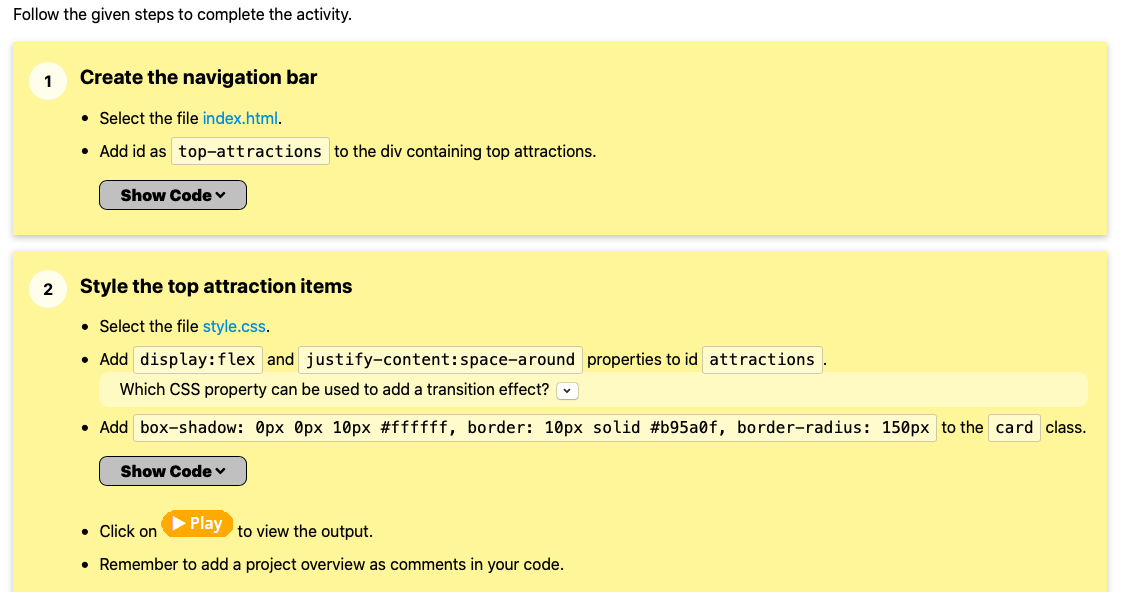 Follow the given steps to complete the activity.
1
Create the navigation bar
Select the file index.html.
Add id as top-attractions to the div containing top attractions.
Show Code
2
Style the top attraction items
Select the file style.css.
Add display:flex and justify-content:space-around properties to id attractions.
Which CSS property can be used to add a transition effect?
Add box-shadow: 0px 0px 10px #ffffff, border: 10px solid #b95a0f, border-radius: 150px to the card class.
Show Code
Click on Play to view the output.
Remember to add a project overview as comments in your code.